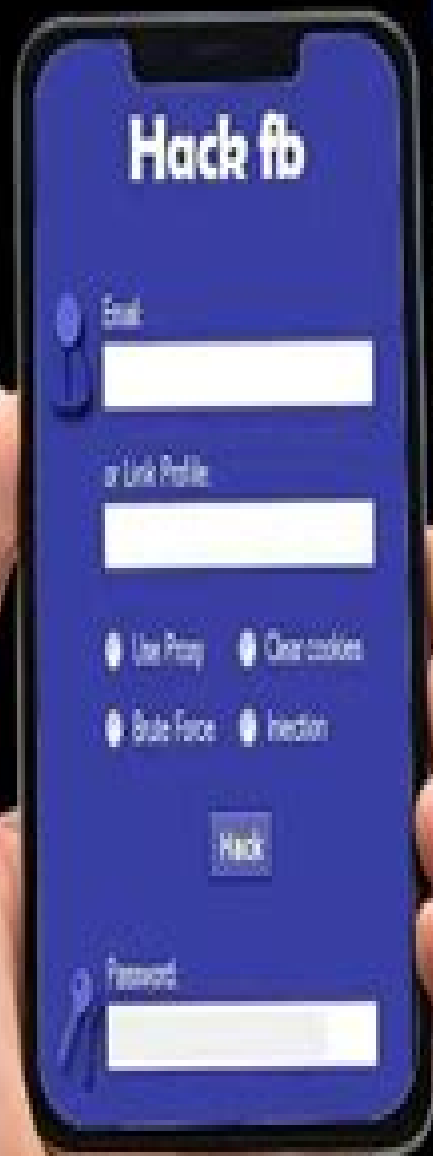 Hack fb
Email:
or Link Profile:
Use Proxy
Clear cookies
Brute Force
Injection
Hack
Password: